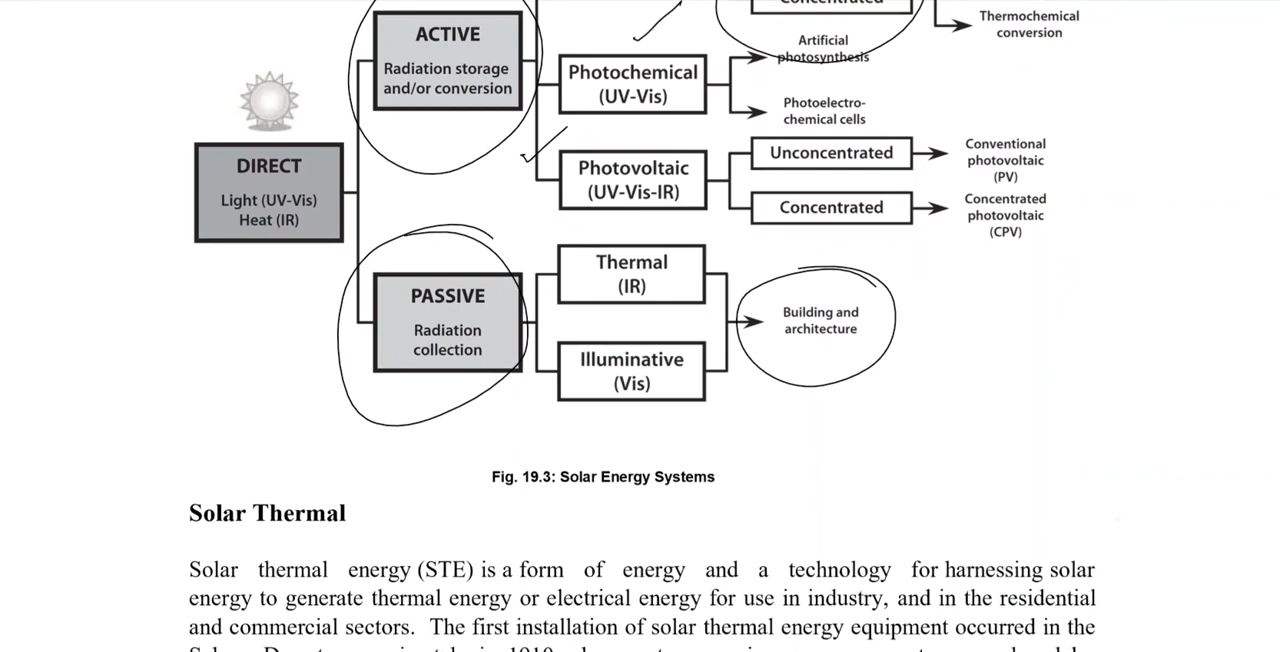 Concentrated
Thermochemical
conversion
ACTIVE
Radiation storage
and/or conversion
Photochemical
(UV-Vis)
Artificial
photosynthesis
Photoelectro-
chemical cells
DIRECT
Light (UV-Vis)
Heat (IR)
Photovoltaic
(UV-Vis-IR)
Unconcentrated
Conventional
photovoltaic
(PV)
Concentrated
Concentrated
photovoltaic
(CPV)
PASSIVE
Radiation
collection
Thermal
(IR)
Illuminative
(Vis)
Building and
architecture
Fig. 19.3: Solar Energy Systems
Solar Thermal
Solar thermal energy (STE) is a form of energy and a technology for harnessing solar
energy to generate thermal energy or electrical energy for use in industry, and in the residential
and commercial sectors. The first installation of solar thermal energy equipment occurred in the